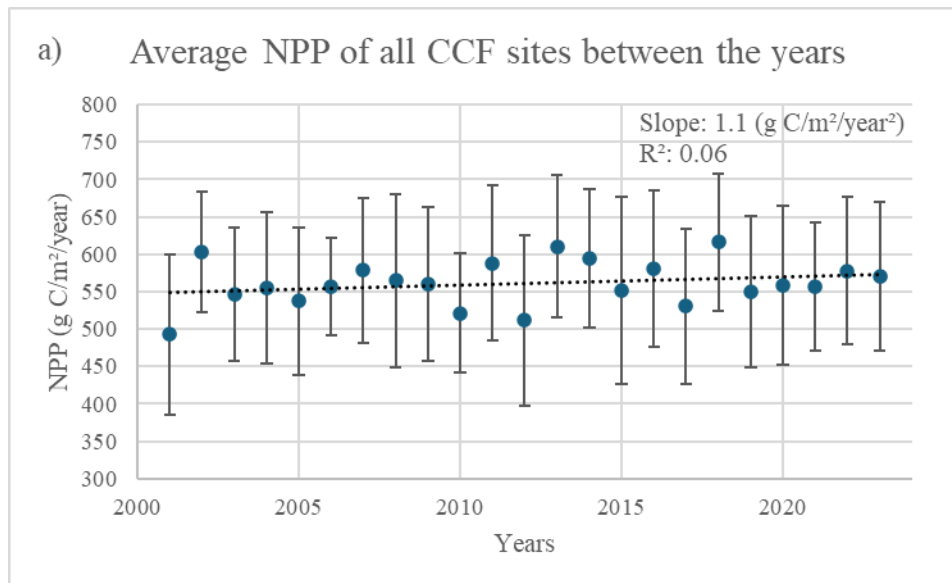 a) Average NPP of all CCF sites between the years
Slope: 1.1 (g C/m²/year²)
R²: 0.06
NPP (g C/m²/year)
800
750
700
650
600
550
500
450
400
350
300
2000 2005 2010 2015 2020
Years